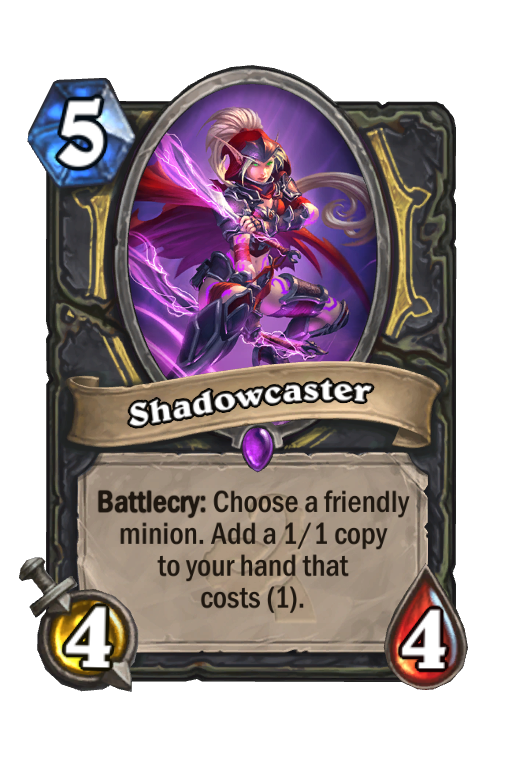 5
Shadowcaster
Battlecry: Choose a friendly
minion. Add a 1/1 copy
to your hand that
costs (1).
4
4